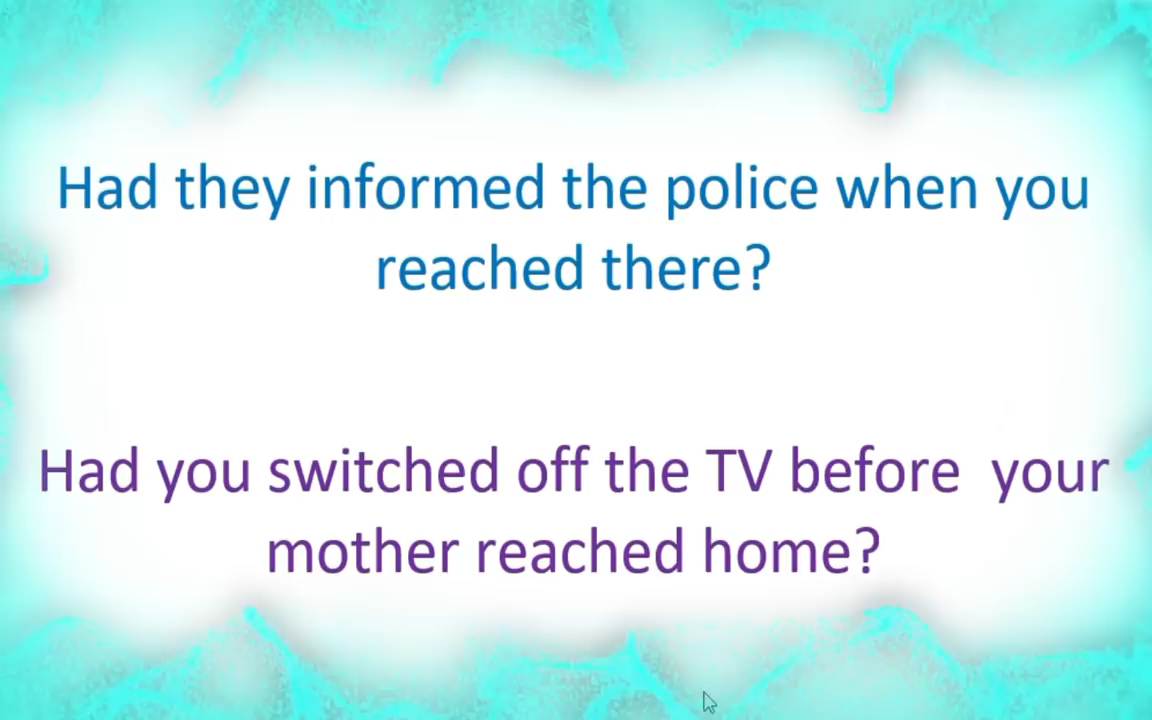 Had they informed the police when you
reached there?
Had you switched off the TV before  your
mother reached home?